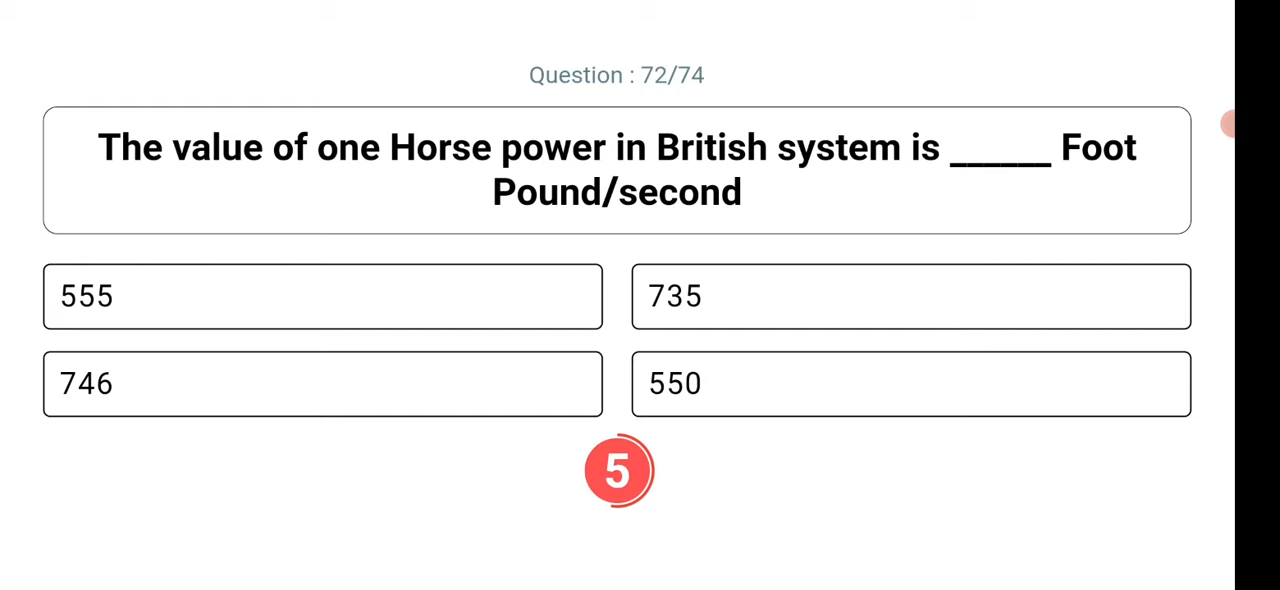 Question : 72/74
The value of one Horse power in British system is ______ Foot
Pound/second
555
735
746
550
5